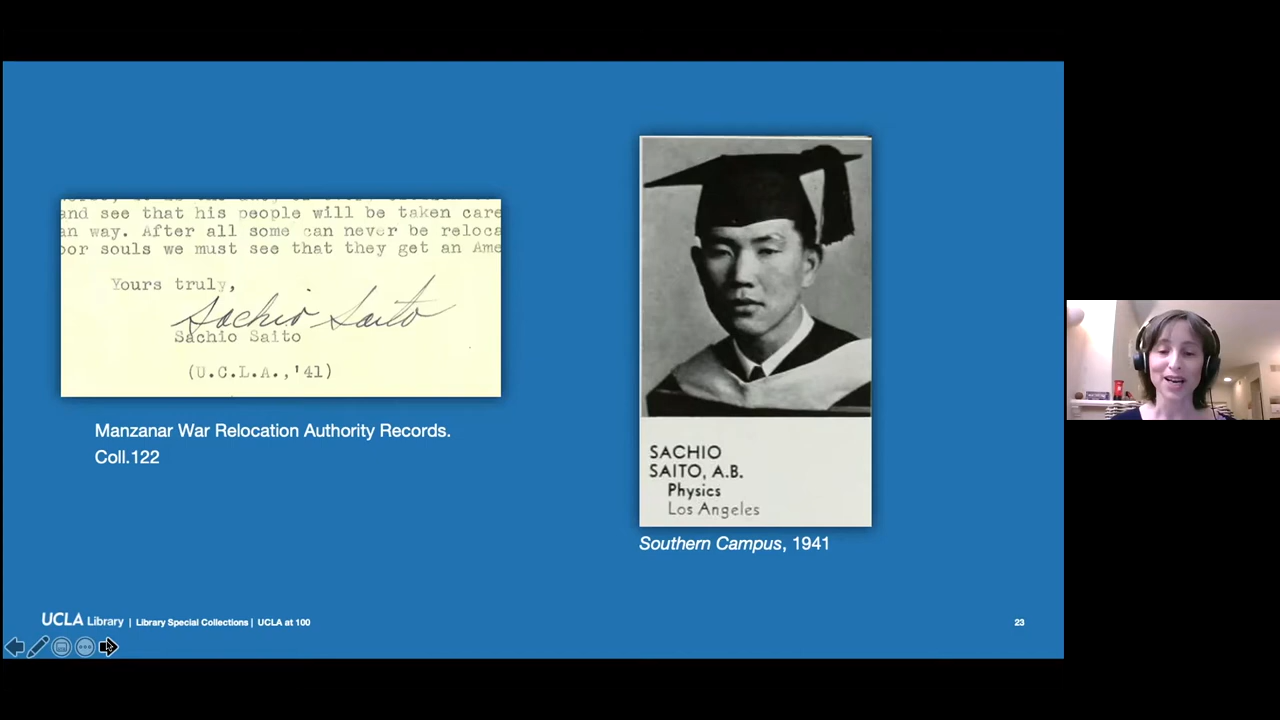 and see that his people will be taken care
an way. After all some can never be reloca
oor souls we must see that they get an Ame
Yours truly,
Sachio Saito
Sachio Saito
(U.C.L.A.,'41)
Manzanar War Relocation Authority Records.
Coll.122
SACHIO
SAITO, A.B.
Physics
Los Angeles
Southern Campus, 1941
UCLA Library | Library Special Collections | UCLA at 100
23